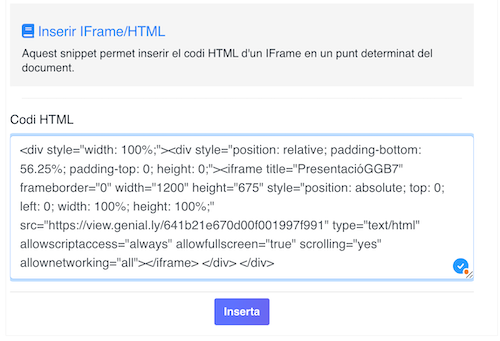 Inserir IFrame/HTML
Aquest snippet permet inserir el codi HTML d'un IFrame en un punt determinat del
document.
Codi HTML
<div style="width: 100%;"><div style="position: relative; padding-bottom:
56.25%; padding-top: 0; height: 0;"><iframe title="PresentacióGGB7"
frameborder="0" width="1200" height="675" style="position: absolute; top: 0;
left: 0; width: 100%; height: 100%;"
src="https://view.genial.ly/641b21e670d00f001997f991" type="text/html"
allowscriptaccess="always" allowfullscreen="true" scrolling="yes"
allownetworking="all"></iframe> </div> </div>
Inserta